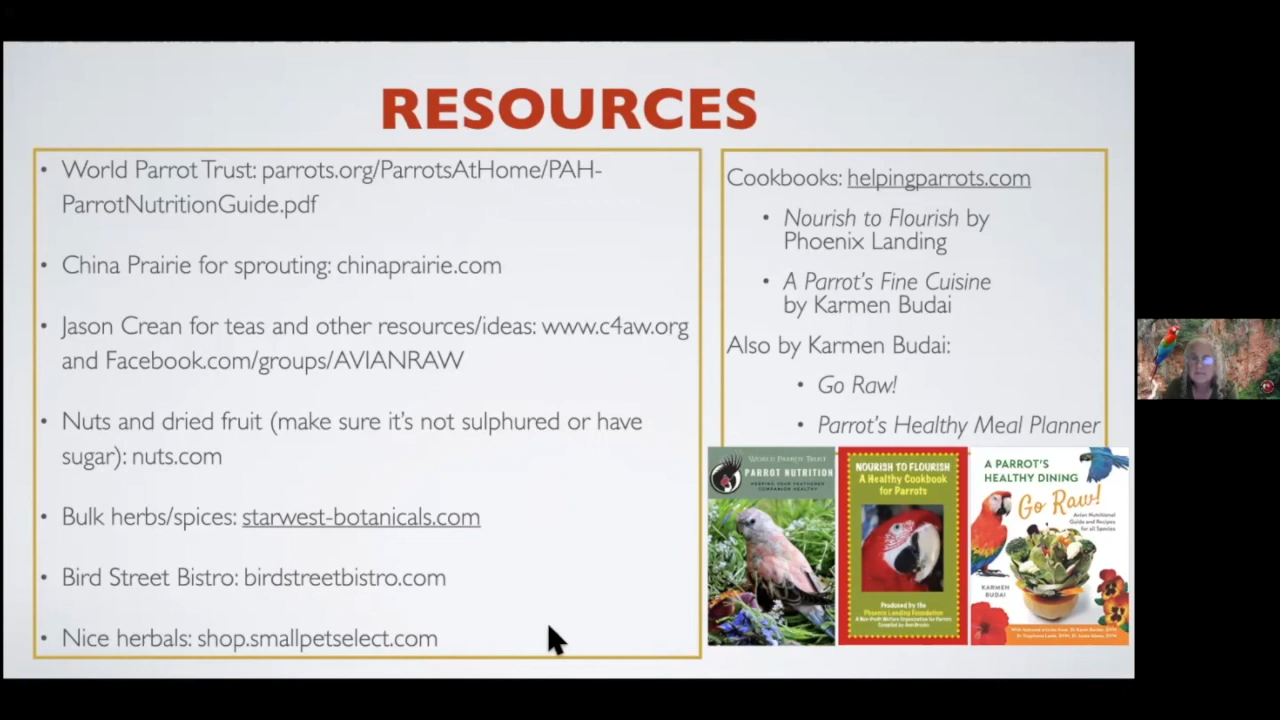 RESOURCES
• World Parrot Trust: parrots.org/ParrotsAtHome/PAH-
ParrotNutritionGuide.pdf
• China Prairie for sprouting: chinaprairie.com
• Jason Crean for teas and other resources/ideas: www.c4aw.org
and Facebook.com/groups/AVIANRAW
• Nuts and dried fruit (make sure it's not sulphured or have
sugar): nuts.com
• Bulk herbs/spices: starwest-botanicals.com
• Bird Street Bistro: birdstreetbistro.com
• Nice herbals: shop.smallpetselect.com
Cookbooks: helpingparrots.com
• Nourish to Flourish by
Phoenix Landing
• A Parrot's Fine Cuisine
by Karmen Budai
Also by Karmen Budai:
• Go Raw!
• Parrot's Healthy Meal Planner
WORLD PARROT TRUST
PARROT NUTRITION
HELPING YOUR FEATHERED
COMPANION HEALTHY
NOURISH TO FLOURISH
A Healthy Cookbook
for Parrots
Produced by the
Phoenix Landing Foundation
A Non-Profit Welfare Organization for Parrots
Compiled by Ann Brooks
A PARROT'S
HEALTHY DINING
Go Raw!
Avian Nutritional
Guide and Recipes
for all Species
KARMEN
BUDAI